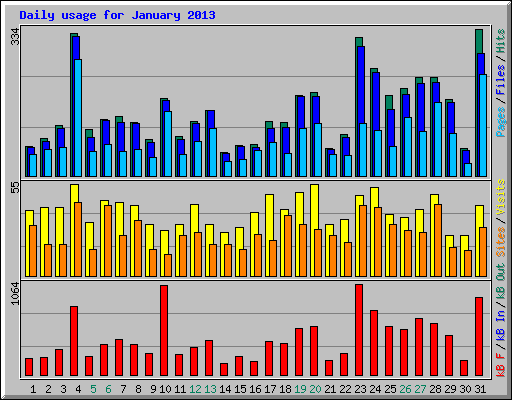 Daily usage for January 2013
334
Pages / Files / Hits
55
Sites / Visits
1064
kB F / kB In / kB Out
1 2 3 4 5 6 7 8 9 10 11 12 13 14 15 16 17 18 19 20 21 22 23 24 25 26 27 28 29 30 31